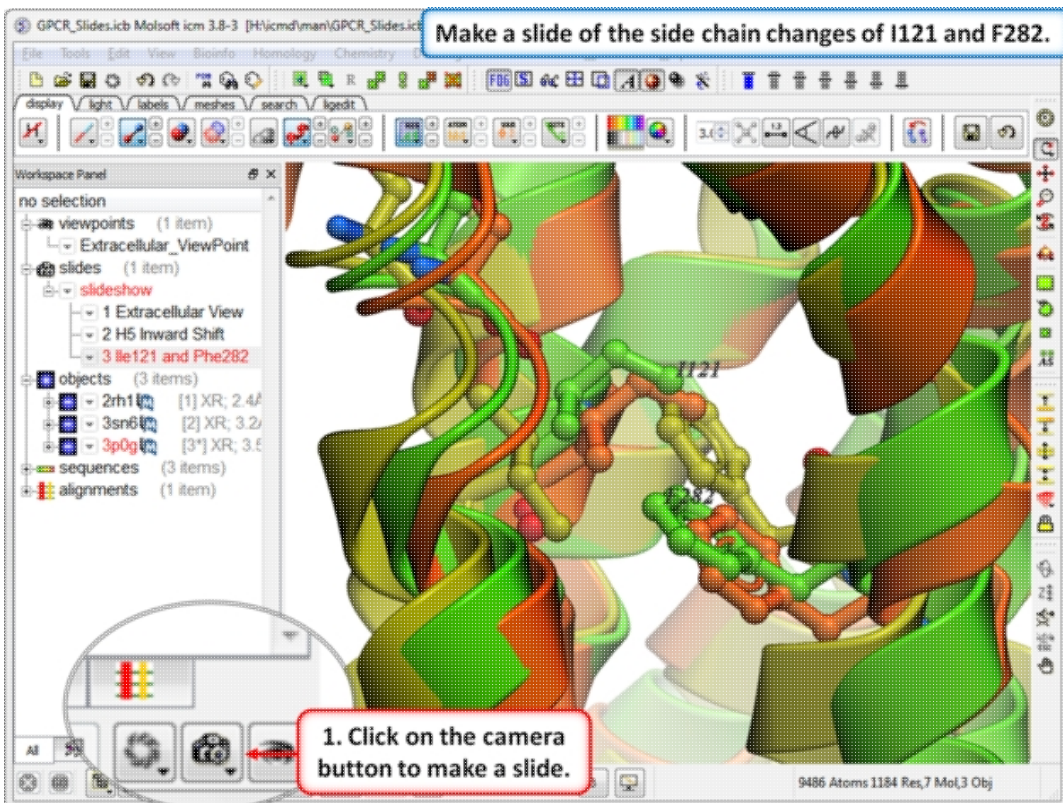 GPCR_Slides.icb Molsoft icm 3.8-3 [H:\icmd\man\GPCR_Slides.icb
Make a slide of the side chain changes of I121 and F282.
File Tools Edit View Bioinfo Homology Chemistry
FOG
display light labels meshes search ligedit
Workspace Panel
no selection
viewpoints (1 item)
Extracellular_ViewPoint
slides (1 item)
slideshow
1 Extracellular View
2 H5 Inward Shift
3 Ile121 and Phe282
objects (3 items)
2rh1 [1] XR; 2.4Å
3sn6 [2] XR; 3.2
3p0g [3*] XR; 3.5
sequences (3 items)
alignments (1 item)
I121
F282
All
1. Click on the camera
button to make a slide.
9486 Atoms 1184 Res,7 Mol,3 Obj